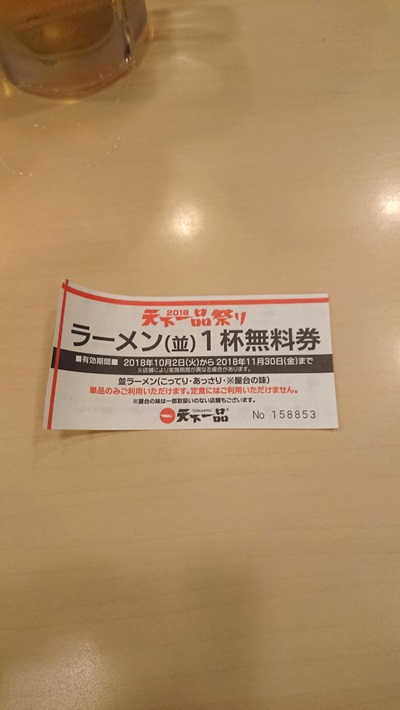 2018
天下一品祭り
ラーメン(並)1杯無料券
■有効期間■ 2018年10月2日(火)から2018年11月30日(金)まで
※店舗により実施期間が異なる場合があります。
並ラーメン(こってり・あっさり・※屋台の味)
単品のみご利用いただけます。定食にはご利用いただけません。
※屋台の味は一部取扱いのない店舗もございます。
天下一品® No 158853